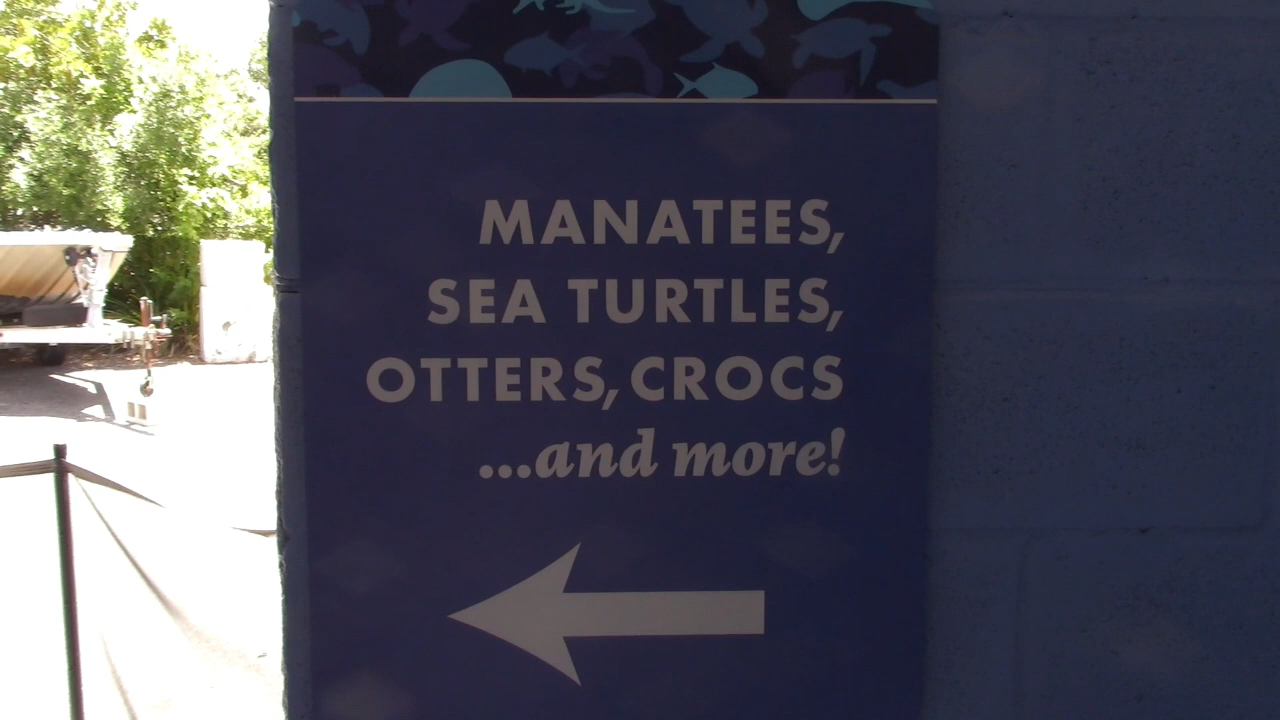 MANATEES,
SEA TURTLES,
OTTERS, CROCS
...and more!